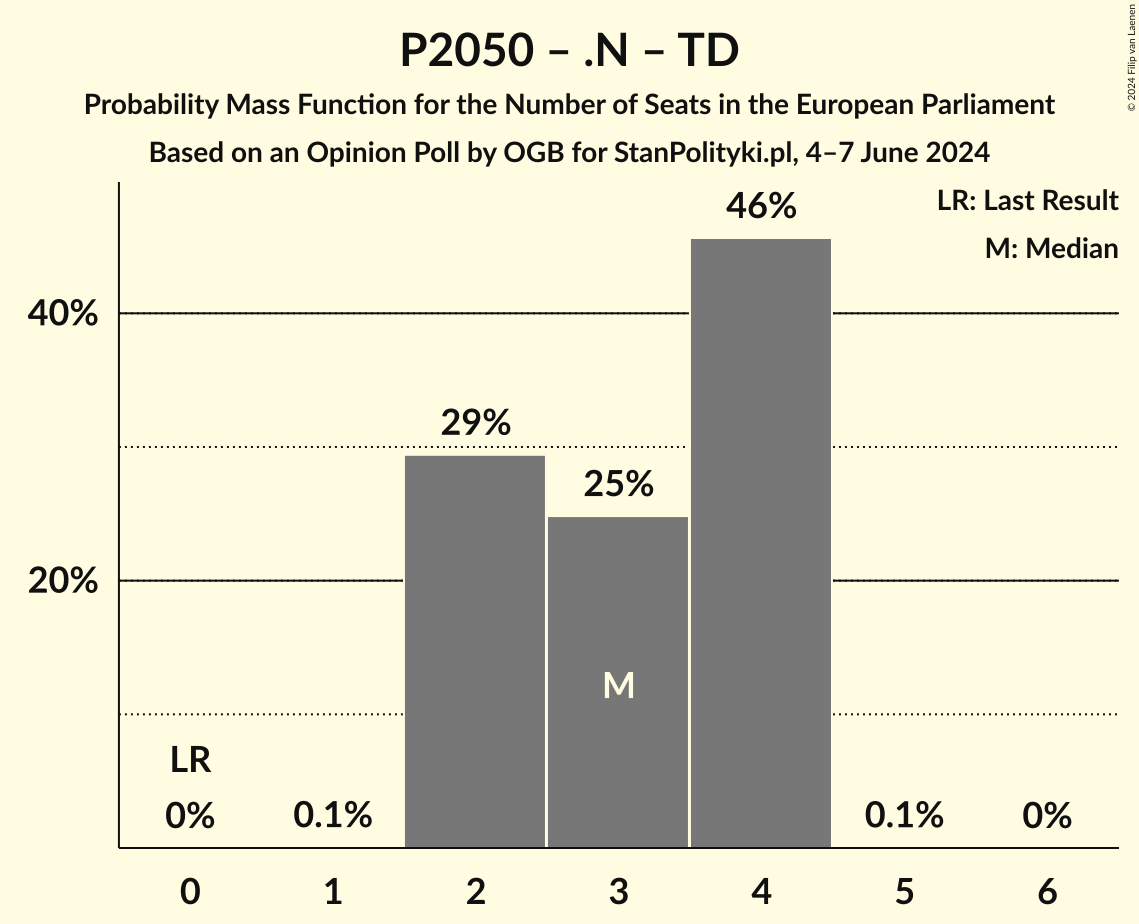 P2050 – .N – TD
Probability Mass Function for the Number of Seats in the European Parliament
Based on an Opinion Poll by OGB for StanPolityki.pl, 4–7 June 2024
© 2024 Filip van Laenen
LR: Last Result
M: Median
46%
40%
29%
25%
20%
M
LR
0%
0.1%
0.1%
0%
0
1
2
3
4
5
6